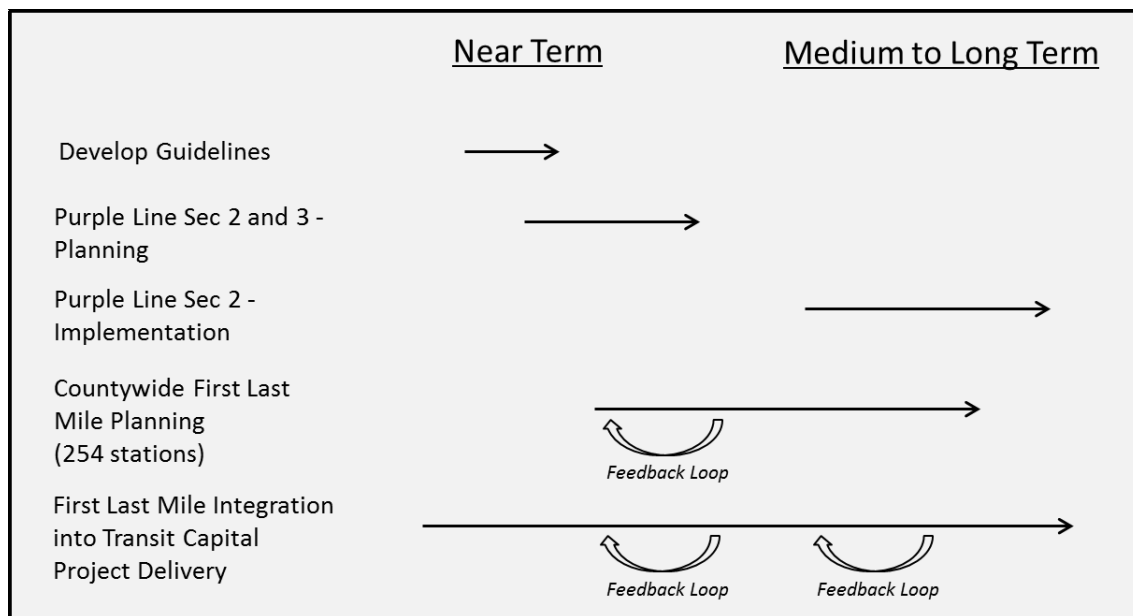 Near Term
Medium to Long Term
Develop Guidelines
Purple Line Sec 2 and 3 -
Planning
Purple Line Sec 2 -
Implementation
Countywide First Last
Mile Planning
(254 stations)
Feedback Loop
First Last Mile Integration
into Transit Capital
Project Delivery
Feedback Loop
Feedback Loop